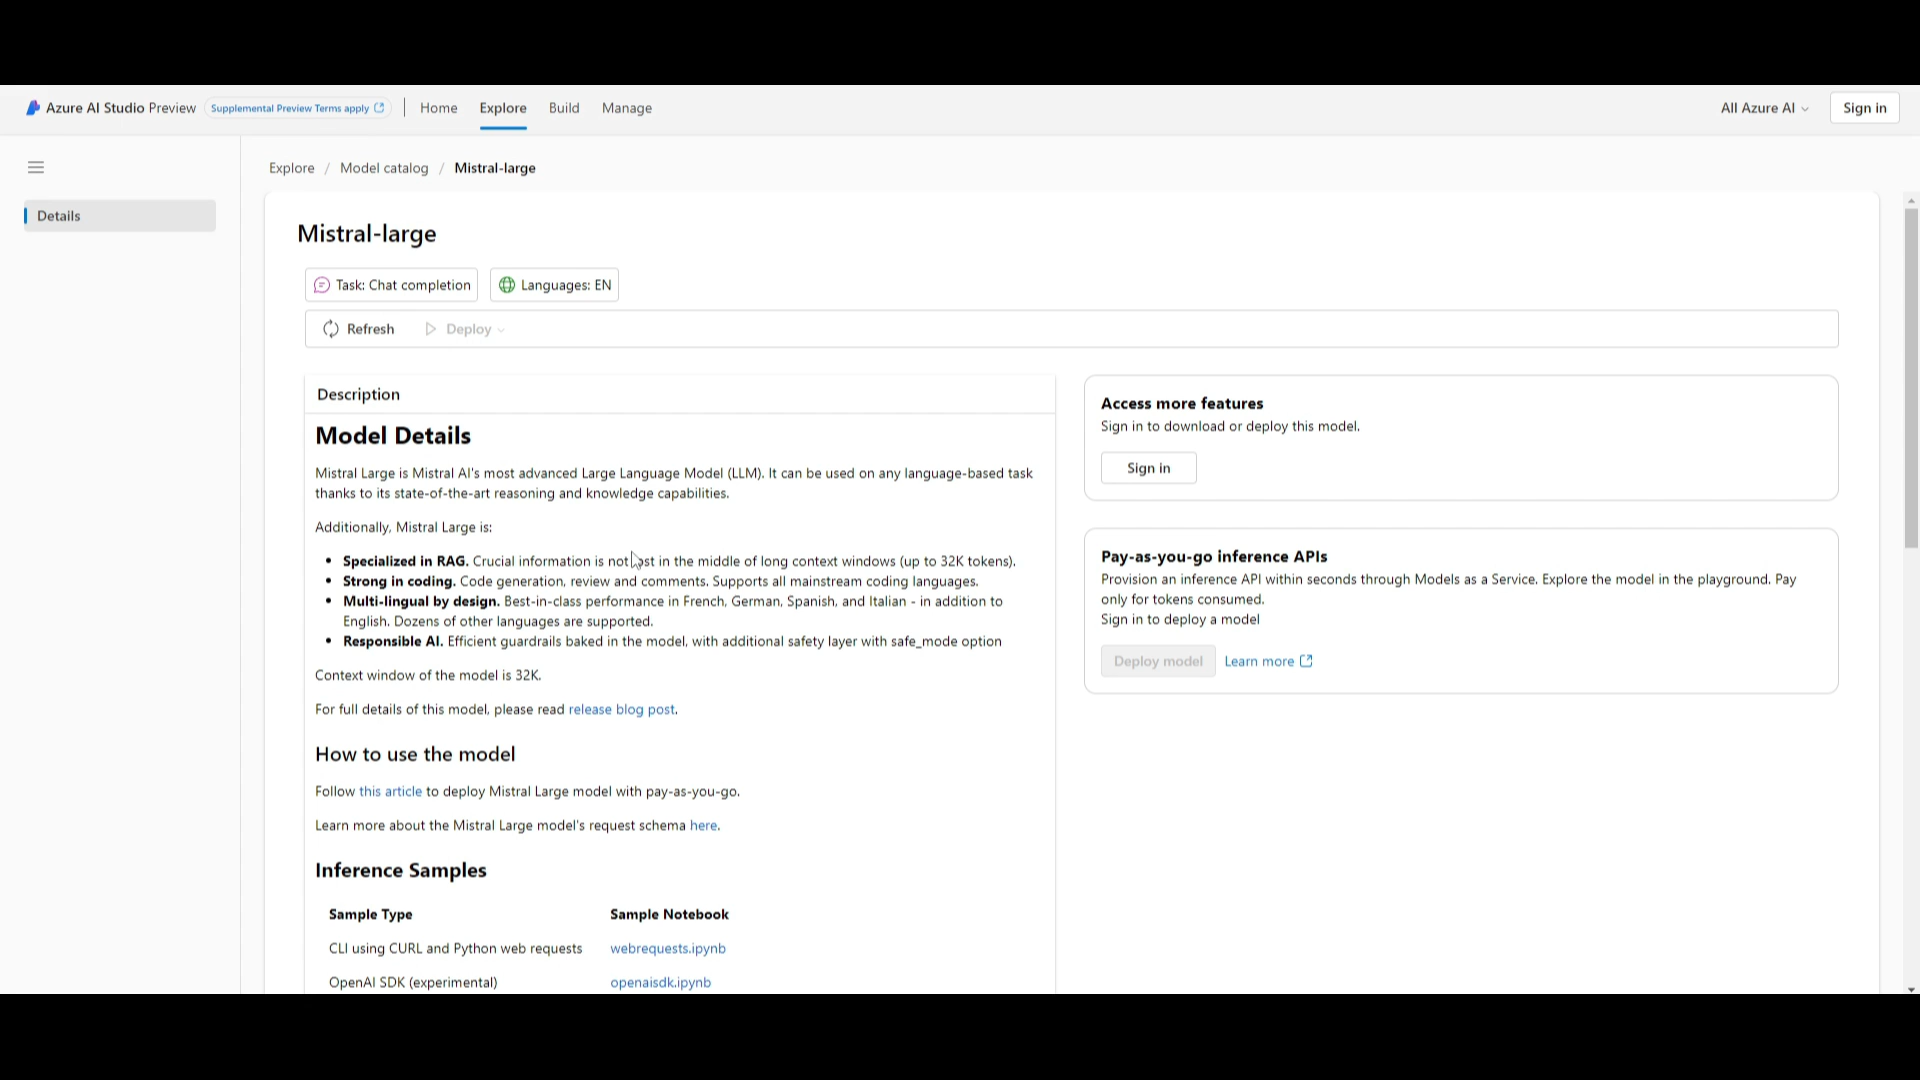 Azure AI Studio Preview Supplemental Preview Terms apply Home Explore Build Manage All Azure AI Sign in
Explore / Model catalog / Mistral-large
Details
Mistral-large
Task: Chat completion Languages: EN
Refresh Deploy
Description
Model Details
Mistral Large is Mistral AI's most advanced Large Language Model (LLM). It can be used on any language-based task
thanks to its state-of-the-art reasoning and knowledge capabilities.
Additionally, Mistral Large is:
• Specialized in RAG. Crucial information is not lost in the middle of long context windows (up to 32K tokens).
• Strong in coding. Code generation, review and comments. Supports all mainstream coding languages.
• Multi-lingual by design. Best-in-class performance in French, German, Spanish, and Italian - in addition to
English. Dozens of other languages are supported.
• Responsible AI. Efficient guardrails baked in the model, with additional safety layer with safe_mode option
Context window of the model is 32K.
For full details of this model, please read release blog post.
How to use the model
Follow this article to deploy Mistral Large model with pay-as-you-go.
Learn more about the Mistral Large model's request schema here.
Inference Samples
Sample Type Sample Notebook
CLI using CURL and Python web requests webrequests.ipynb
OpenAI SDK (experimental) openaisdk.ipynb
Access more features
Sign in to download or deploy this model.
Sign in
Pay-as-you-go inference APIs
Provision an inference API within seconds through Models as a Service. Explore the model in the playground. Pay
only for tokens consumed.
Sign in to deploy a model
Deploy model Learn more